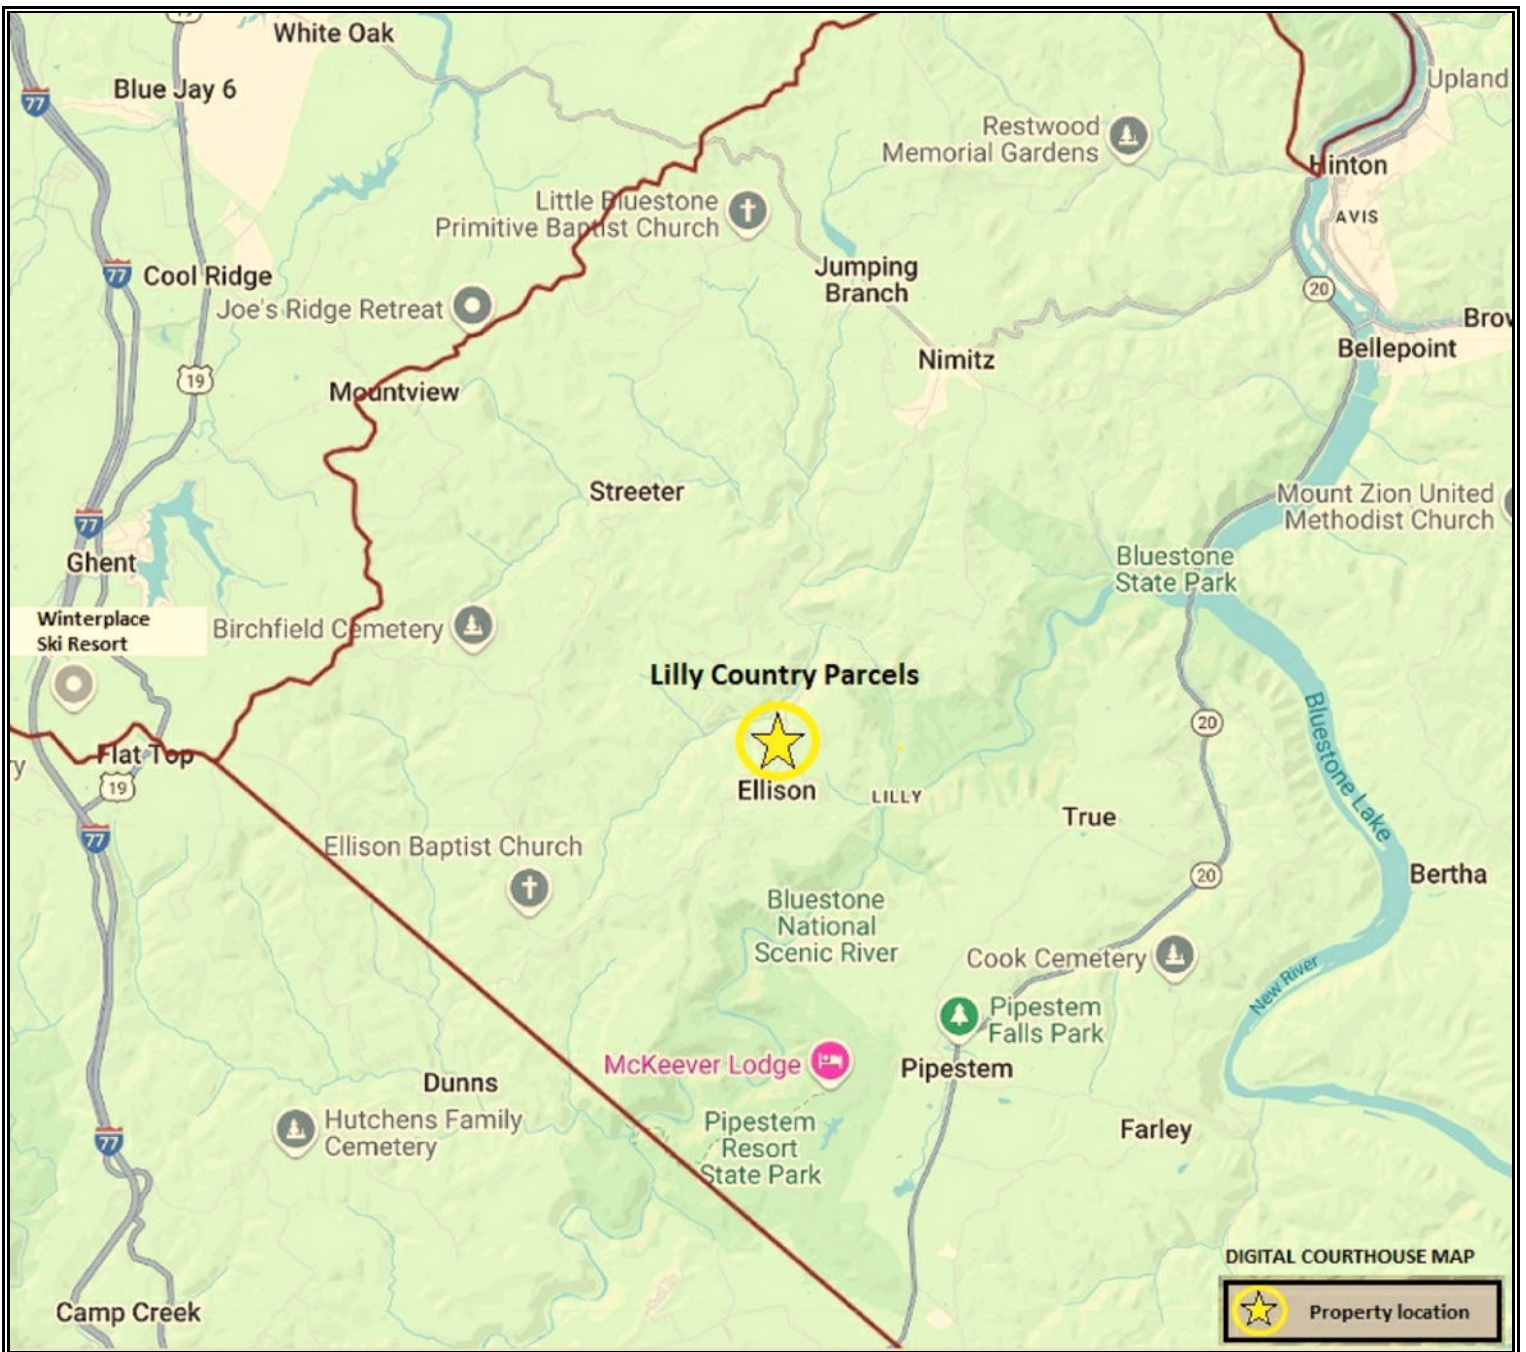 White Oak
19
Blue Jay 6
77
Upland
Restwood
Memorial Gardens
Hinton
Little Bluestone
Primitive Baptist Church
AVIS
Jumping
Branch
77
Cool Ridge
Joe's Ridge Retreat
20
Bellepoint
Nimitz
19
Mountview
Streeter
Mount Zion United
Methodist Church
77
Ghent
Bluestone
State Park
Winterplace
Ski Resort
Birchfield Cemetery
Lilly Country Parcels
20
Bluestone Lake
Flat Top
ry
19
Ellison
LILLY
True
77
Ellison Baptist Church
20
Bertha
Bluestone
National
Scenic River
Cook Cemetery
New River
Pipestem
Falls Park
McKeever Lodge
Pipestem
Dunns
Hutchens Family
Cemetery
77
Pipestem
Resort
State Park
Farley
DIGITAL COURTHOUSE MAP
Property location
Camp Creek